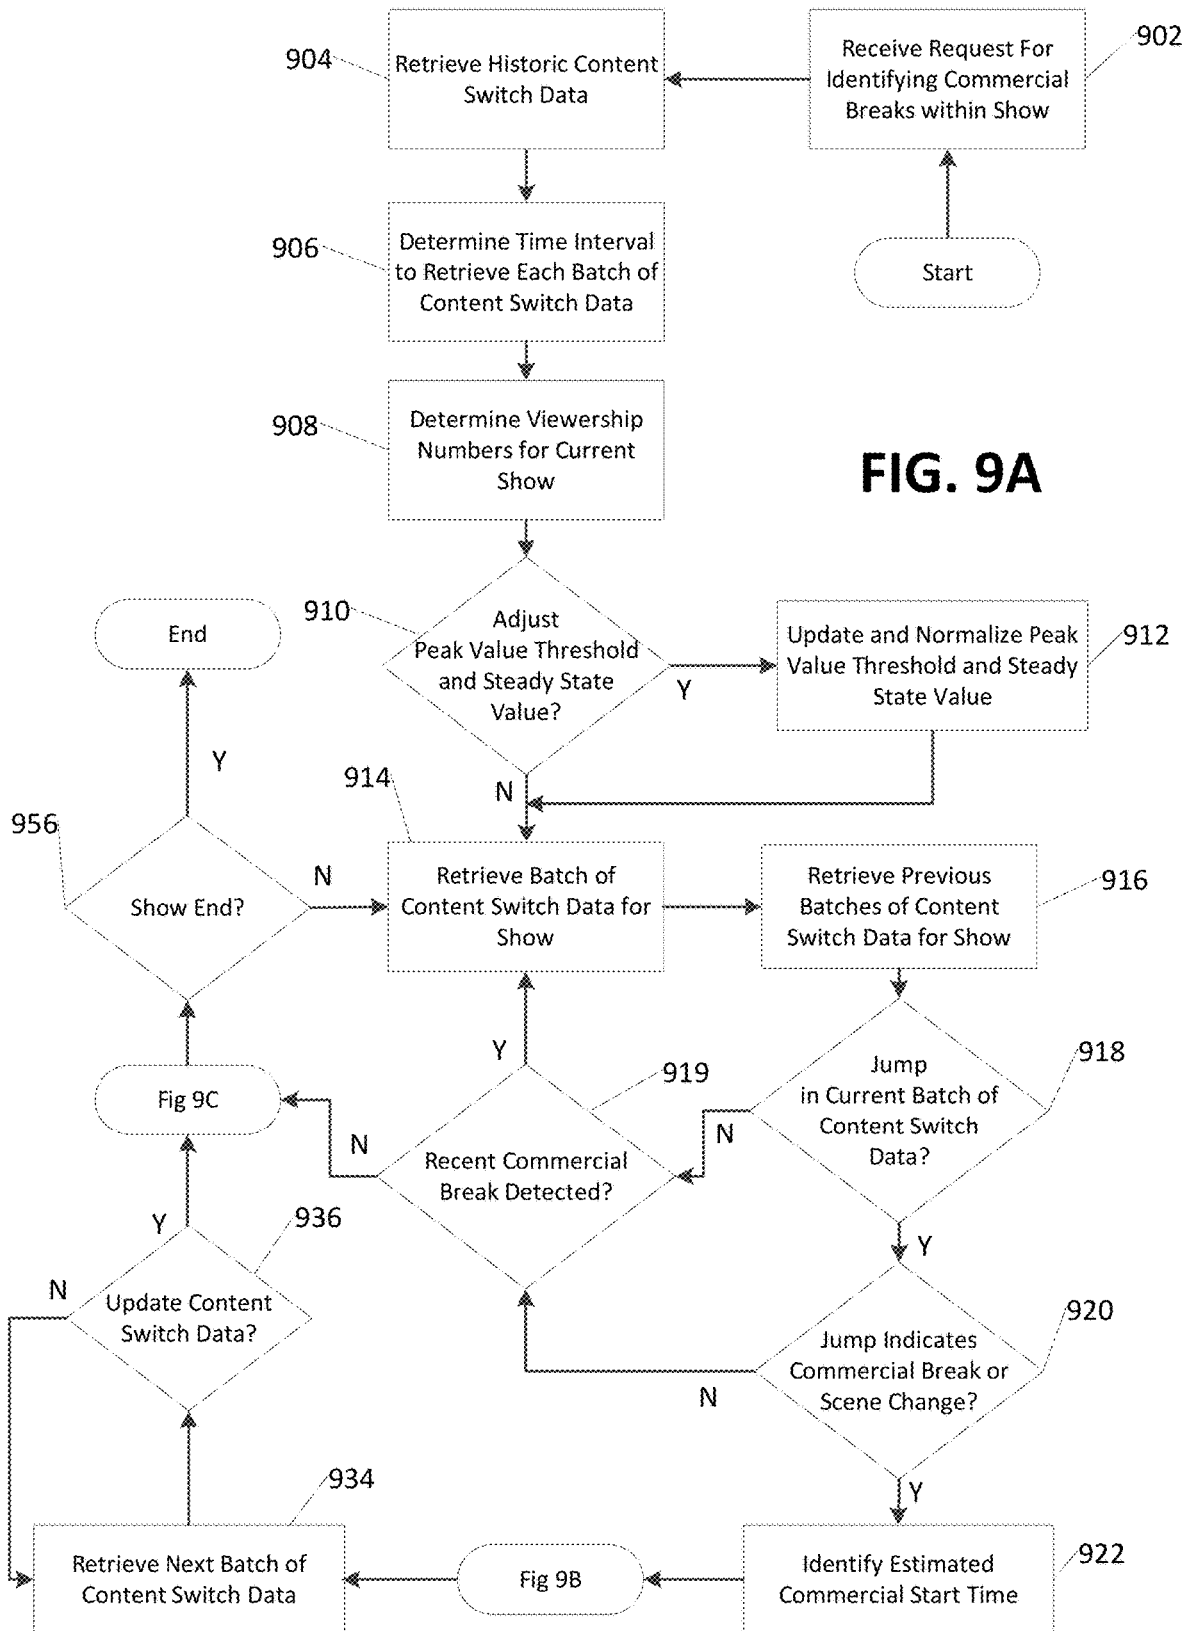 902
Receive Request For
Identifying Commercial
Breaks within Show
904
Retrieve Historic Content
Switch Data
906
Determine Time Interval
to Retrieve Each Batch of
Content Switch Data
Start
908
Determine Viewership
Numbers for Current
Show
FIG. 9A
910
Adjust
Peak Value Threshold
and Steady State
Value?
Y
Update and Normalize Peak
Value Threshold and Steady
State Value
912
End
Y
N
914
956
Show End?
N
Retrieve Batch of
Content Switch Data for
Show
Retrieve Previous
Batches of Content
Switch Data for Show
916
Y
919
Jump
in Current Batch of
Content Switch
Data?
918
Fig 9C
N
Recent Commercial
Break Detected?
N
Y
Y
936
N
Update Content
Switch Data?
Jump Indicates
Commercial Break or
Scene Change?
920
N
Y
934
Retrieve Next Batch of
Content Switch Data
Fig 9B
Identify Estimated
Commercial Start Time
922